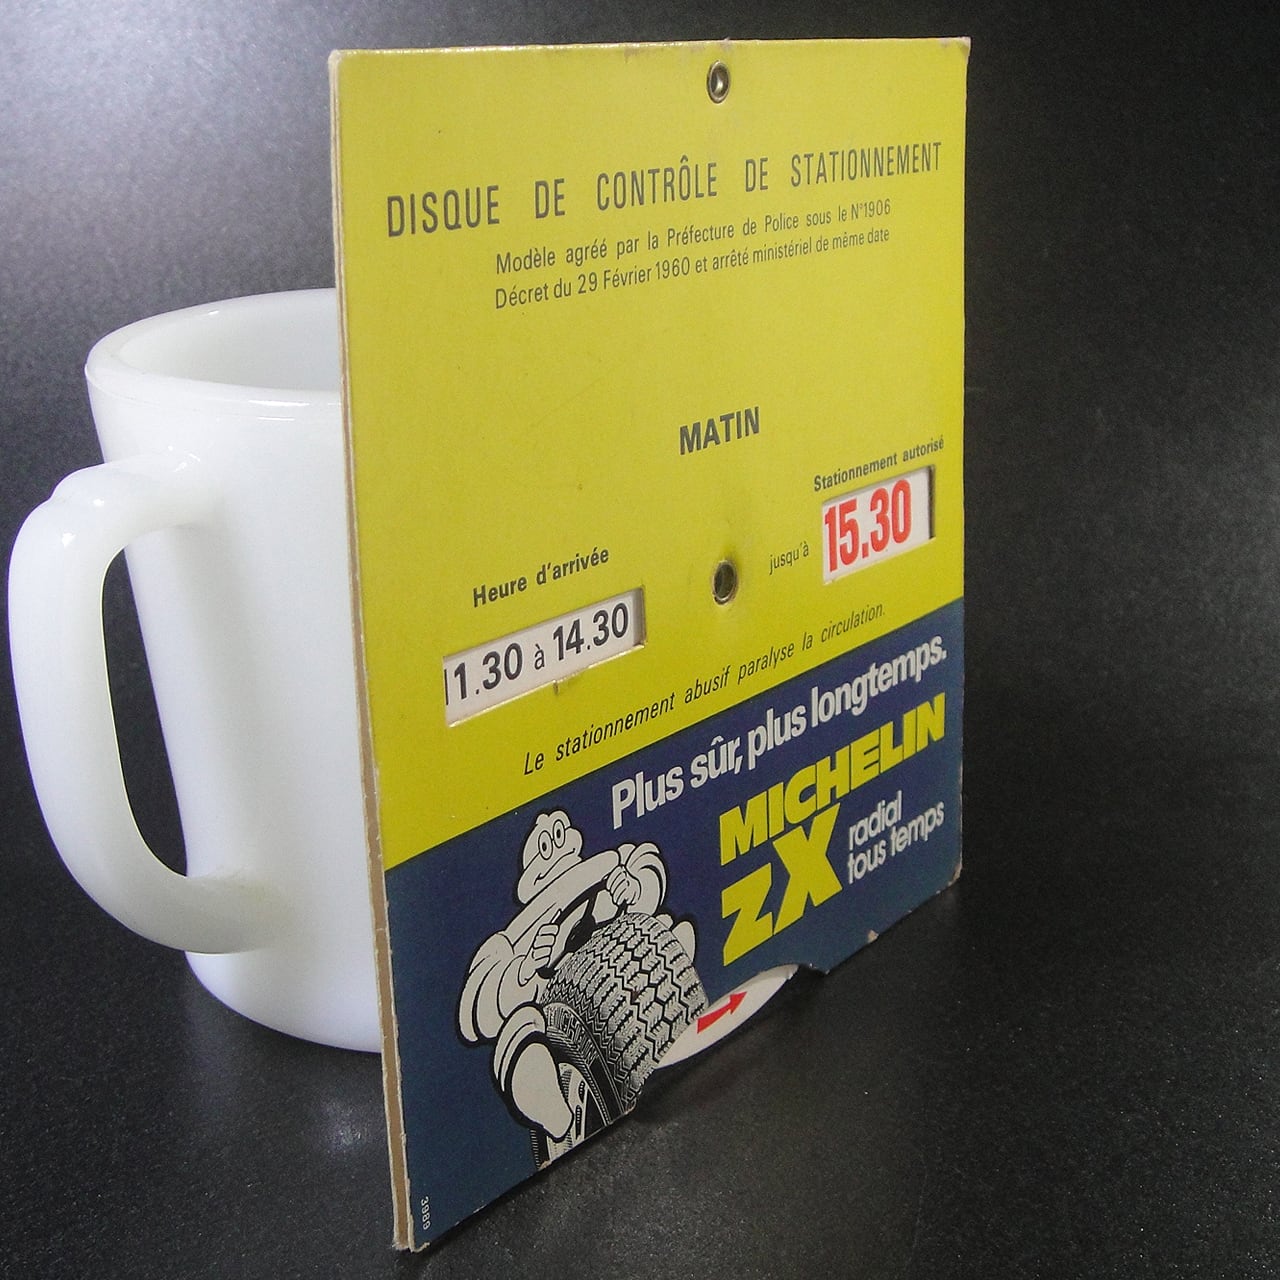 DISQUE DE CONTRÔLE DE STATIONNEMENT
Modèle agréé par la Préfecture de Police sous le N°1906
Décret du 29 Février 1960 et arrêté ministériel de même date
MATIN
Stationnement autorisé
jusqu'à 15.30
Heure d'arrivée
11.30 à 14.30
Le stationnement abusif paralyse la circulation.
Plus sûr, plus longtemps.
MICHELIN
ZX radial
tous temps
MICHELIN
3989